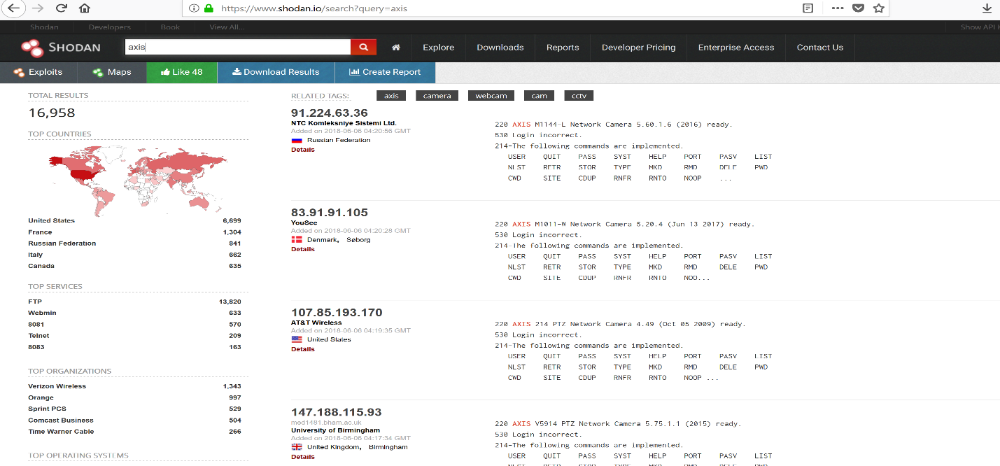 https://www.shodan.io/search?query=axis
Shodan Developers Book View All... Show API
SHODAN axis Explore Downloads Reports Developer Pricing Enterprise Access Contact Us
Exploits Maps Like 48 Download Results Create Report
TOTAL RESULTS
16,958
TOP COUNTRIES
United States 6,699
France 1,304
Russian Federation 841
Italy 662
Canada 635
TOP SERVICES
FTP 13,820
Webmin 633
8081 570
Telnet 209
8083 163
TOP ORGANIZATIONS
Verizon Wireless 1,343
Orange 997
Sprint PCS 529
Comcast Business 504
Time Warner Cable 266
TOP OPERATING SYSTEMS
RELATED TAGS: axis camera webcam cam cctv
91.224.63.36
NTC Komleksniye Sistemi Ltd.
Added on 2018-06-06 04:20:56 GMT
Russian Federation
Details
220 AXIS M1144-L Network Camera 5.60.1.6 (2016) ready.
530 Login incorrect.
214-The following commands are implemented.
USER QUIT PASS SYST HELP PORT PASV LIST
NLST RETR STOR TYPE MKD RMD DELE PWD
CWD SITE CDUP RNFR RNTO NOOP ...
83.91.91.105
YouSee
Added on 2018-06-06 04:20:28 GMT
Denmark, Søborg
Details
220 AXIS M1011-W Network Camera 5.20.4 (Jun 13 2017) ready.
530 Login incorrect.
214-The following commands are implemented.
USER QUIT PASS SYST HELP PORT PASV LIST
NLST RETR STOR TYPE MKD RMD DELE PWD
CWD SITE CDUP RNFR RNTO NOO...
107.85.193.170
AT&T Wireless
Added on 2018-06-06 04:19:35 GMT
United States
Details
220 AXIS 214 PTZ Network Camera 4.49 (Oct 05 2009) ready.
530 Login incorrect.
214-The following commands are implemented.
USER QUIT PASS SYST HELP PORT PASV LIST
NLST RETR STOR TYPE MKD RMD DELE PWD
CWD SITE CDUP RNFR RNTO NOOP ...
147.188.115.93
med1481.bham.ac.uk
University of Birmingham
Added on 2018-06-06 04:17:34 GMT
United Kingdom, Birmingham
Details
220 AXIS V5914 PTZ Network Camera 5.75.1.1 (2015) ready.
530 Login incorrect.
214-The following commands are implemented.
USER QUIT PASS SYST HELP PORT PASV LIST